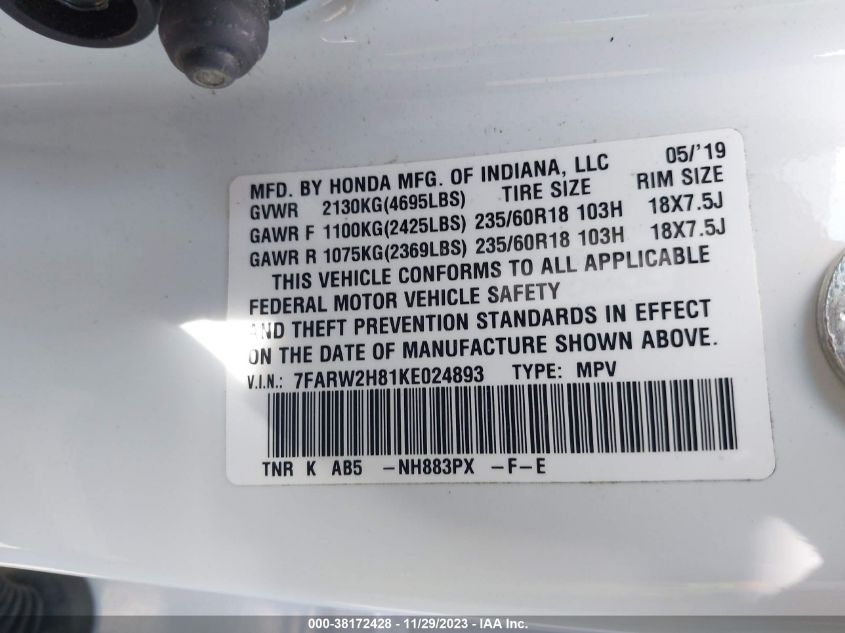 MFD. BY HONDA MFG. OF INDIANA, LLC 05/'19
GVWR 2130KG(4695LBS) TIRE SIZE RIM SIZE
GAWR F 1100KG(2425LBS) 235/60R18 103H 18X7.5J
GAWR R 1075KG(2369LBS) 235/60R18 103H 18X7.5J
THIS VEHICLE CONFORMS TO ALL APPLICABLE
FEDERAL MOTOR VEHICLE SAFETY
AND THEFT PREVENTION STANDARDS IN EFFECT
ON THE DATE OF MANUFACTURE SHOWN ABOVE.
V.I.N.: 7FARW2H81KE024893 TYPE: MPV
TNR K AB5 -NH883PX -F-E
000-38172428 - 11/29/2023 - IAA Inc.